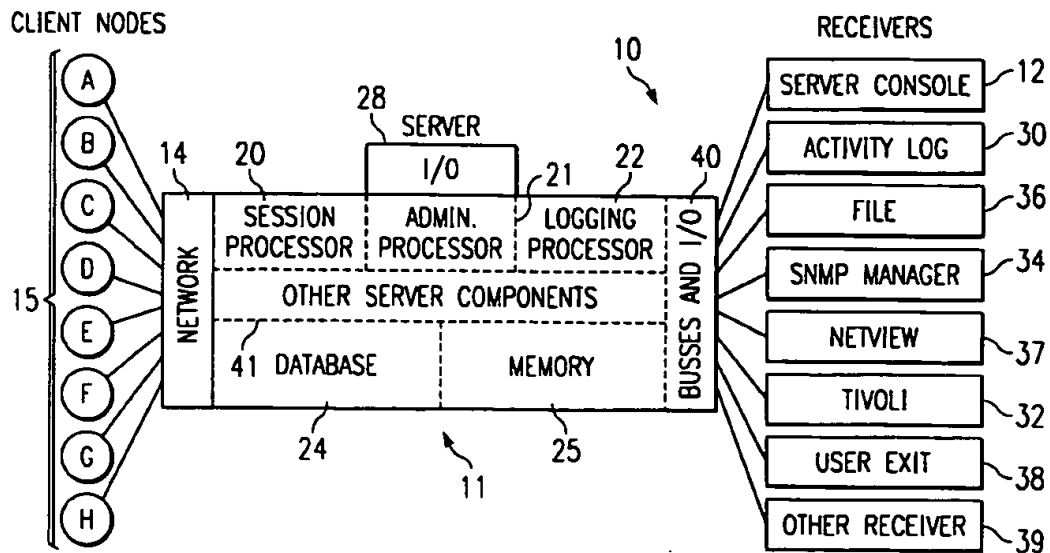 CLIENT NODES
15
A
B
C
D
E
F
G
H
10
28
SERVER
I/O
14
20
21
22
40
NETWORK
SESSION
PROCESSOR
ADMIN.
PROCESSOR
LOGGING
PROCESSOR
OTHER SERVER COMPONENTS
41
DATABASE
MEMORY
BUSSES AND I/O
24
11
25
RECEIVERS
SERVER CONSOLE
12
ACTIVITY LOG
30
FILE
36
SNMP MANAGER
34
NETVIEW
37
TIVOLI
32
USER EXIT
38
OTHER RECEIVER
39